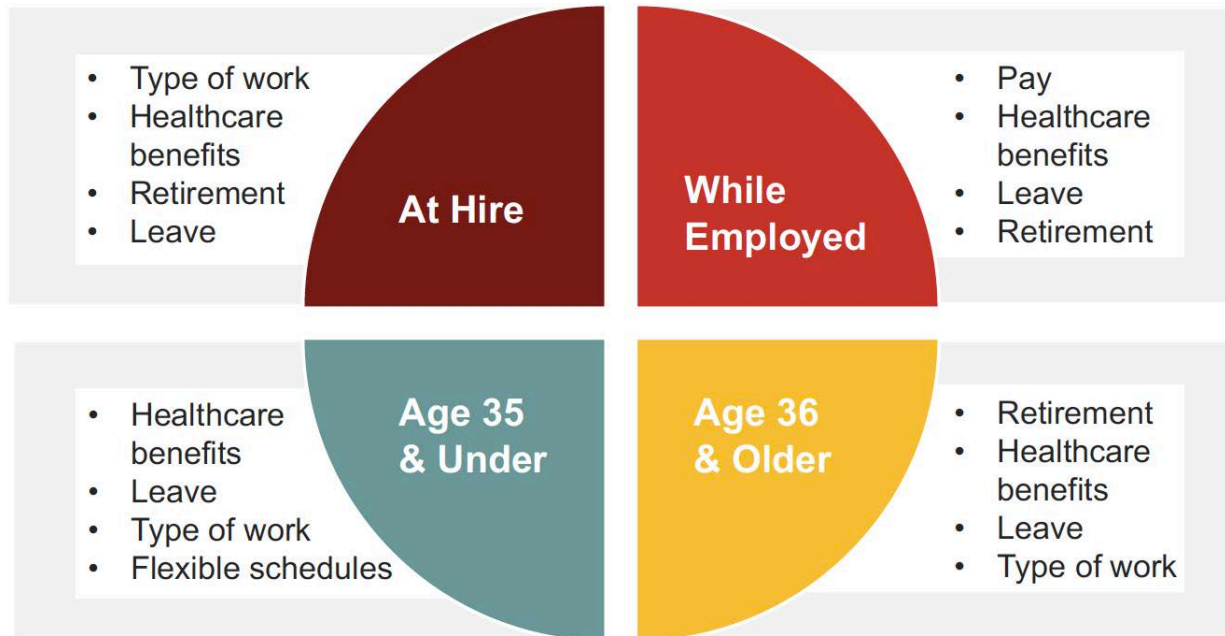 • Type of work
• Healthcare
benefits
• Retirement
• Leave
At Hire
While
Employed
• Pay
• Healthcare
benefits
• Leave
• Retirement
• Healthcare
benefits
• Leave
• Type of work
• Flexible schedules
Age 35
& Under
Age 36
& Older
• Retirement
• Healthcare
benefits
• Leave
• Type of work